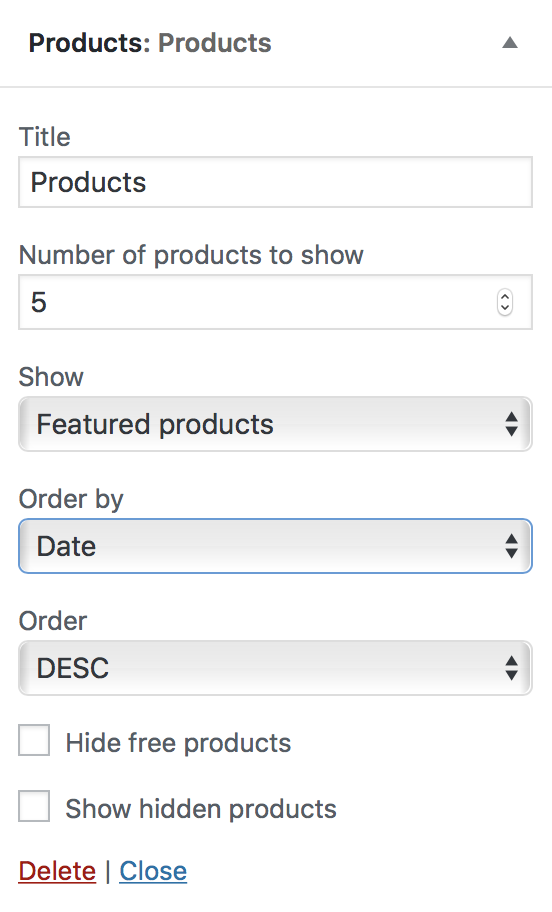 Products: Products
Title
Products
Number of products to show
5
Show
Featured products
Order by
Date
Order
DESC
Hide free products
Show hidden products
Delete | Close